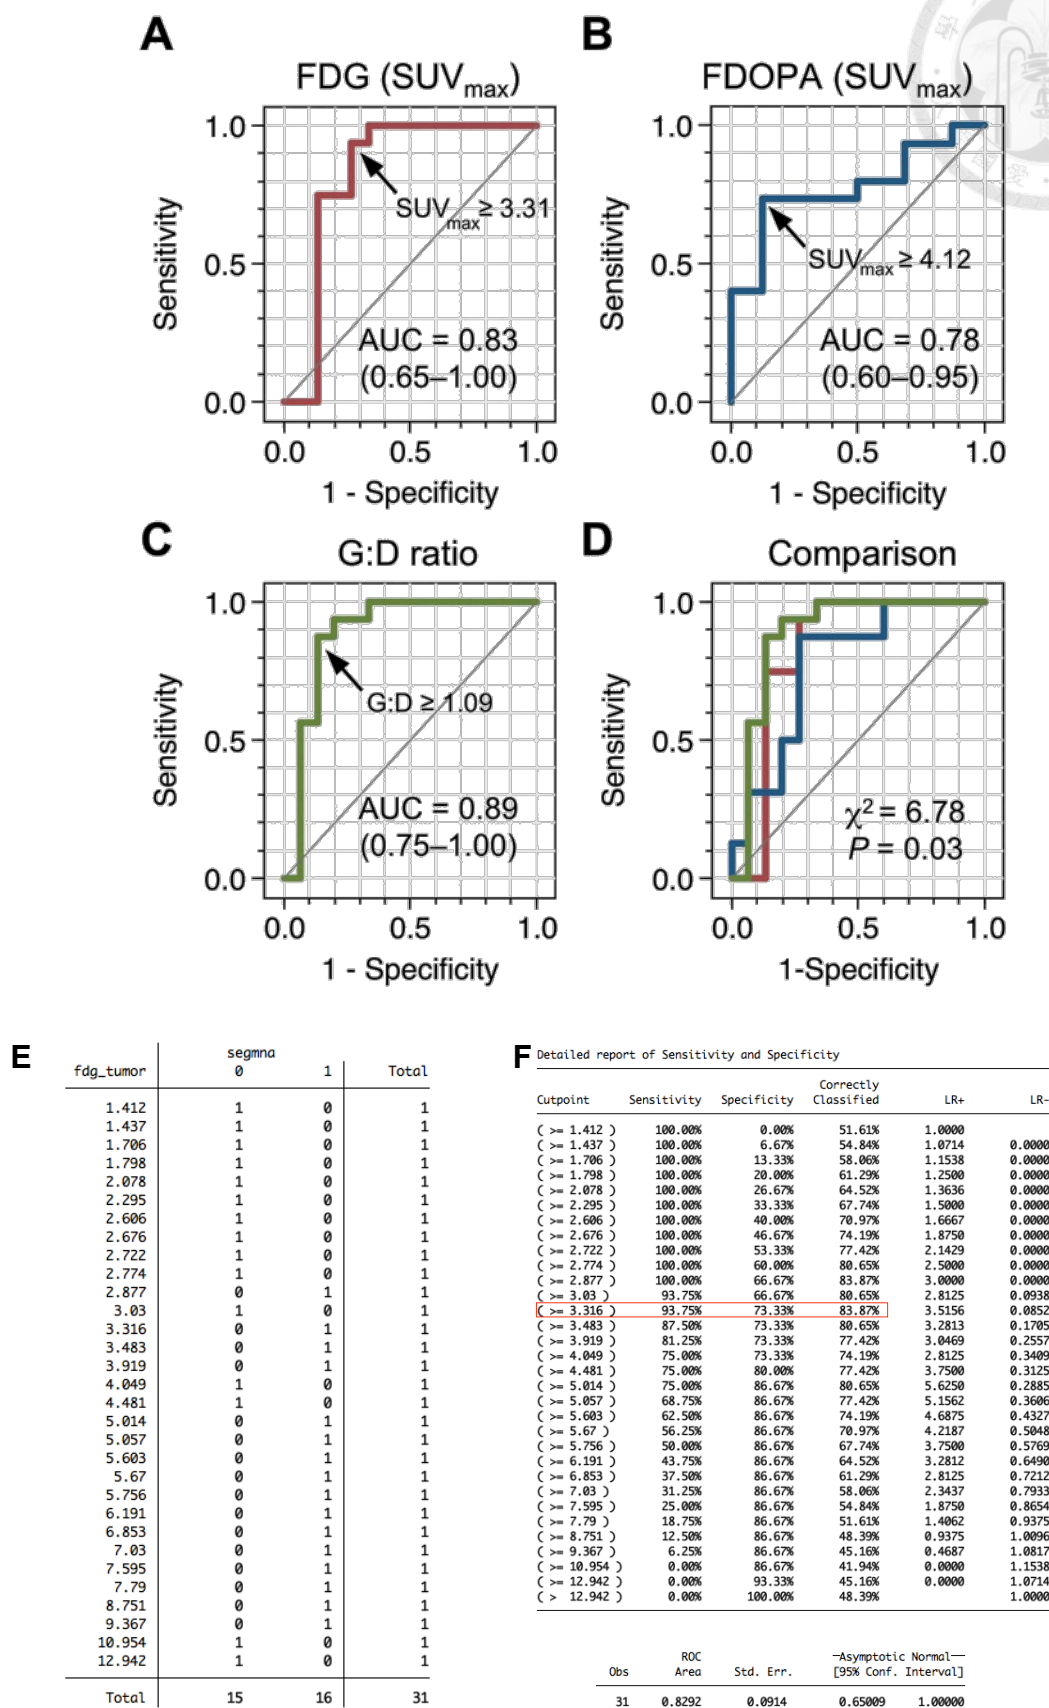 A
FDG (SUVmax)
1.0
0.5
0.0
Sensitivity
SUVmax ≥ 3.31
AUC = 0.83
(0.65–1.00)
0.0 0.5 1.0
1 - Specificity
B
FDOPA (SUVmax)
1.0
0.5
0.0
Sensitivity
SUVmax ≥ 4.12
AUC = 0.78
(0.60–0.95)
0.0 0.5 1.0
1 - Specificity
C
G:D ratio
1.0
0.5
0.0
Sensitivity
G:D ≥ 1.09
AUC = 0.89
(0.75–1.00)
0.0 0.5 1.0
1 - Specificity
D
Comparison
1.0
0.5
0.0
Sensitivity
χ² = 6.78
P = 0.03
0.0 0.5 1.0
1-Specificity
E
segmna
fdg_tumor 0 1 Total
1.412 1 0 1
1.437 1 0 1
1.706 1 0 1
1.798 1 0 1
2.078 1 0 1
2.295 1 0 1
2.606 1 0 1
2.676 1 0 1
2.722 1 0 1
2.774 1 0 1
2.877 0 1 1
3.03 1 0 1
3.316 0 1 1
3.483 0 1 1
3.919 0 1 1
4.049 1 0 1
4.481 1 0 1
5.014 0 1 1
5.057 0 1 1
5.603 0 1 1
5.67 0 1 1
5.756 0 1 1
6.191 0 1 1
6.853 0 1 1
7.03 0 1 1
7.595 0 1 1
7.79 0 1 1
8.751 0 1 1
9.367 0 1 1
10.954 1 0 1
12.942 1 0 1
Total 15 16 31
F
Detailed report of Sensitivity and Specificity
Correctly
Cutpoint Sensitivity Specificity Classified LR+ LR-
( >= 1.412 ) 100.00% 0.00% 51.61% 1.0000
( >= 1.437 ) 100.00% 6.67% 54.84% 1.0714 0.0000
( >= 1.706 ) 100.00% 13.33% 58.06% 1.1538 0.0000
( >= 1.798 ) 100.00% 20.00% 61.29% 1.2500 0.0000
( >= 2.078 ) 100.00% 26.67% 64.52% 1.3636 0.0000
( >= 2.295 ) 100.00% 33.33% 67.74% 1.5000 0.0000
( >= 2.606 ) 100.00% 40.00% 70.97% 1.6667 0.0000
( >= 2.676 ) 100.00% 46.67% 74.19% 1.8750 0.0000
( >= 2.722 ) 100.00% 53.33% 77.42% 2.1429 0.0000
( >= 2.774 ) 100.00% 60.00% 80.65% 2.5000 0.0000
( >= 2.877 ) 100.00% 66.67% 83.87% 3.0000 0.0000
( >= 3.03 ) 93.75% 66.67% 80.65% 2.8125 0.0938
( >= 3.316 ) 93.75% 73.33% 83.87% 3.5156 0.0852
( >= 3.483 ) 87.50% 73.33% 80.65% 3.2813 0.1705
( >= 3.919 ) 81.25% 73.33% 77.42% 3.0469 0.2557
( >= 4.049 ) 75.00% 73.33% 74.19% 2.8125 0.3409
( >= 4.481 ) 75.00% 80.00% 77.42% 3.7500 0.3125
( >= 5.014 ) 75.00% 86.67% 80.65% 5.6250 0.2885
( >= 5.057 ) 68.75% 86.67% 77.42% 5.1562 0.3606
( >= 5.603 ) 62.50% 86.67% 74.19% 4.6875 0.4327
( >= 5.67 ) 56.25% 86.67% 70.97% 4.2187 0.5048
( >= 5.756 ) 50.00% 86.67% 67.74% 3.7500 0.5769
( >= 6.191 ) 43.75% 86.67% 64.52% 3.2812 0.6490
( >= 6.853 ) 37.50% 86.67% 61.29% 2.8125 0.7212
( >= 7.03 ) 31.25% 86.67% 58.06% 2.3437 0.7933
( >= 7.595 ) 25.00% 86.67% 54.84% 1.8750 0.8654
( >= 7.79 ) 18.75% 86.67% 51.61% 1.4062 0.9375
( >= 8.751 ) 12.50% 86.67% 48.39% 0.9375 1.0096
( >= 9.367 ) 6.25% 86.67% 45.16% 0.4687 1.0817
( >= 10.954 ) 0.00% 86.67% 41.94% 0.0000 1.1538
( >= 12.942 ) 0.00% 93.33% 45.16% 0.0000 1.0714
( > 12.942 ) 0.00% 100.00% 48.39% 1.0000
ROC —Asymptotic Normal—
Obs Area Std. Err. [95% Conf. Interval]
31 0.8292 0.0914 0.65009 1.00000